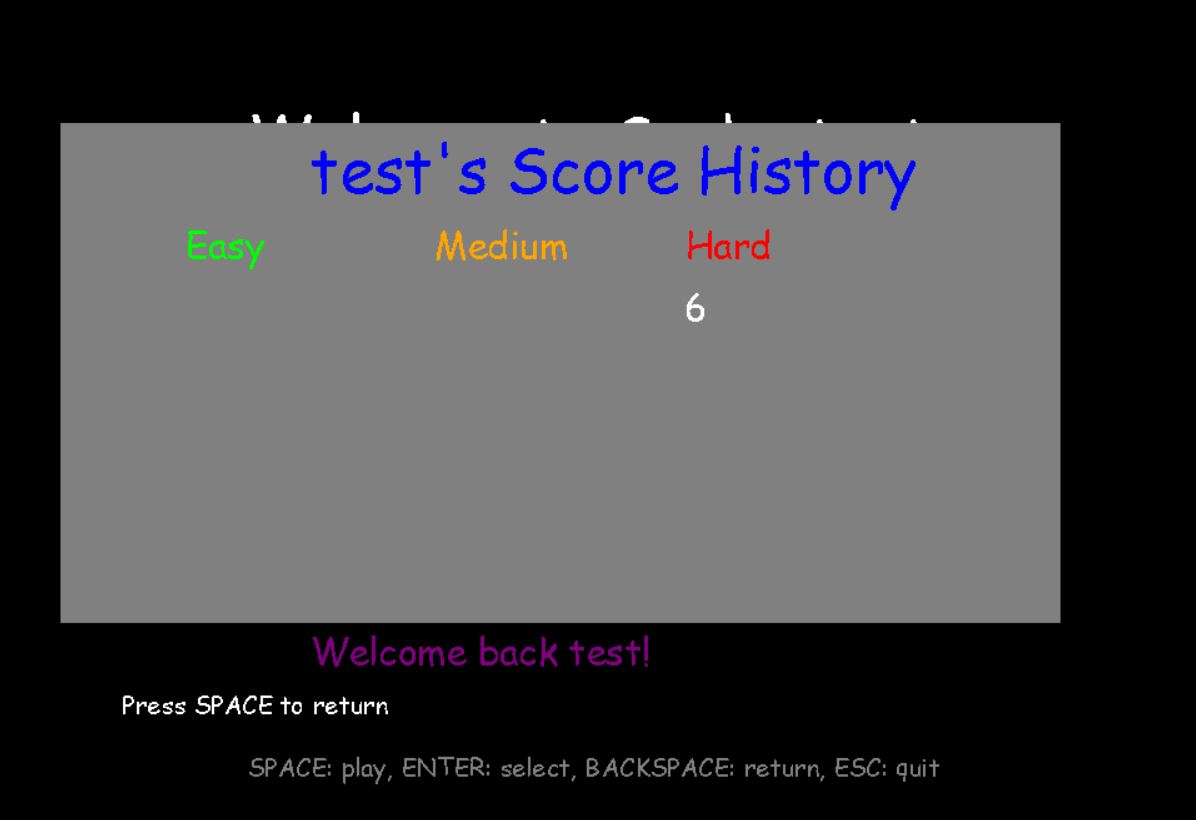 test's Score History
Easy Medium Hard
6
Welcome back test!
Press SPACE to return
SPACE: play, ENTER: select, BACKSPACE: return, ESC: quit